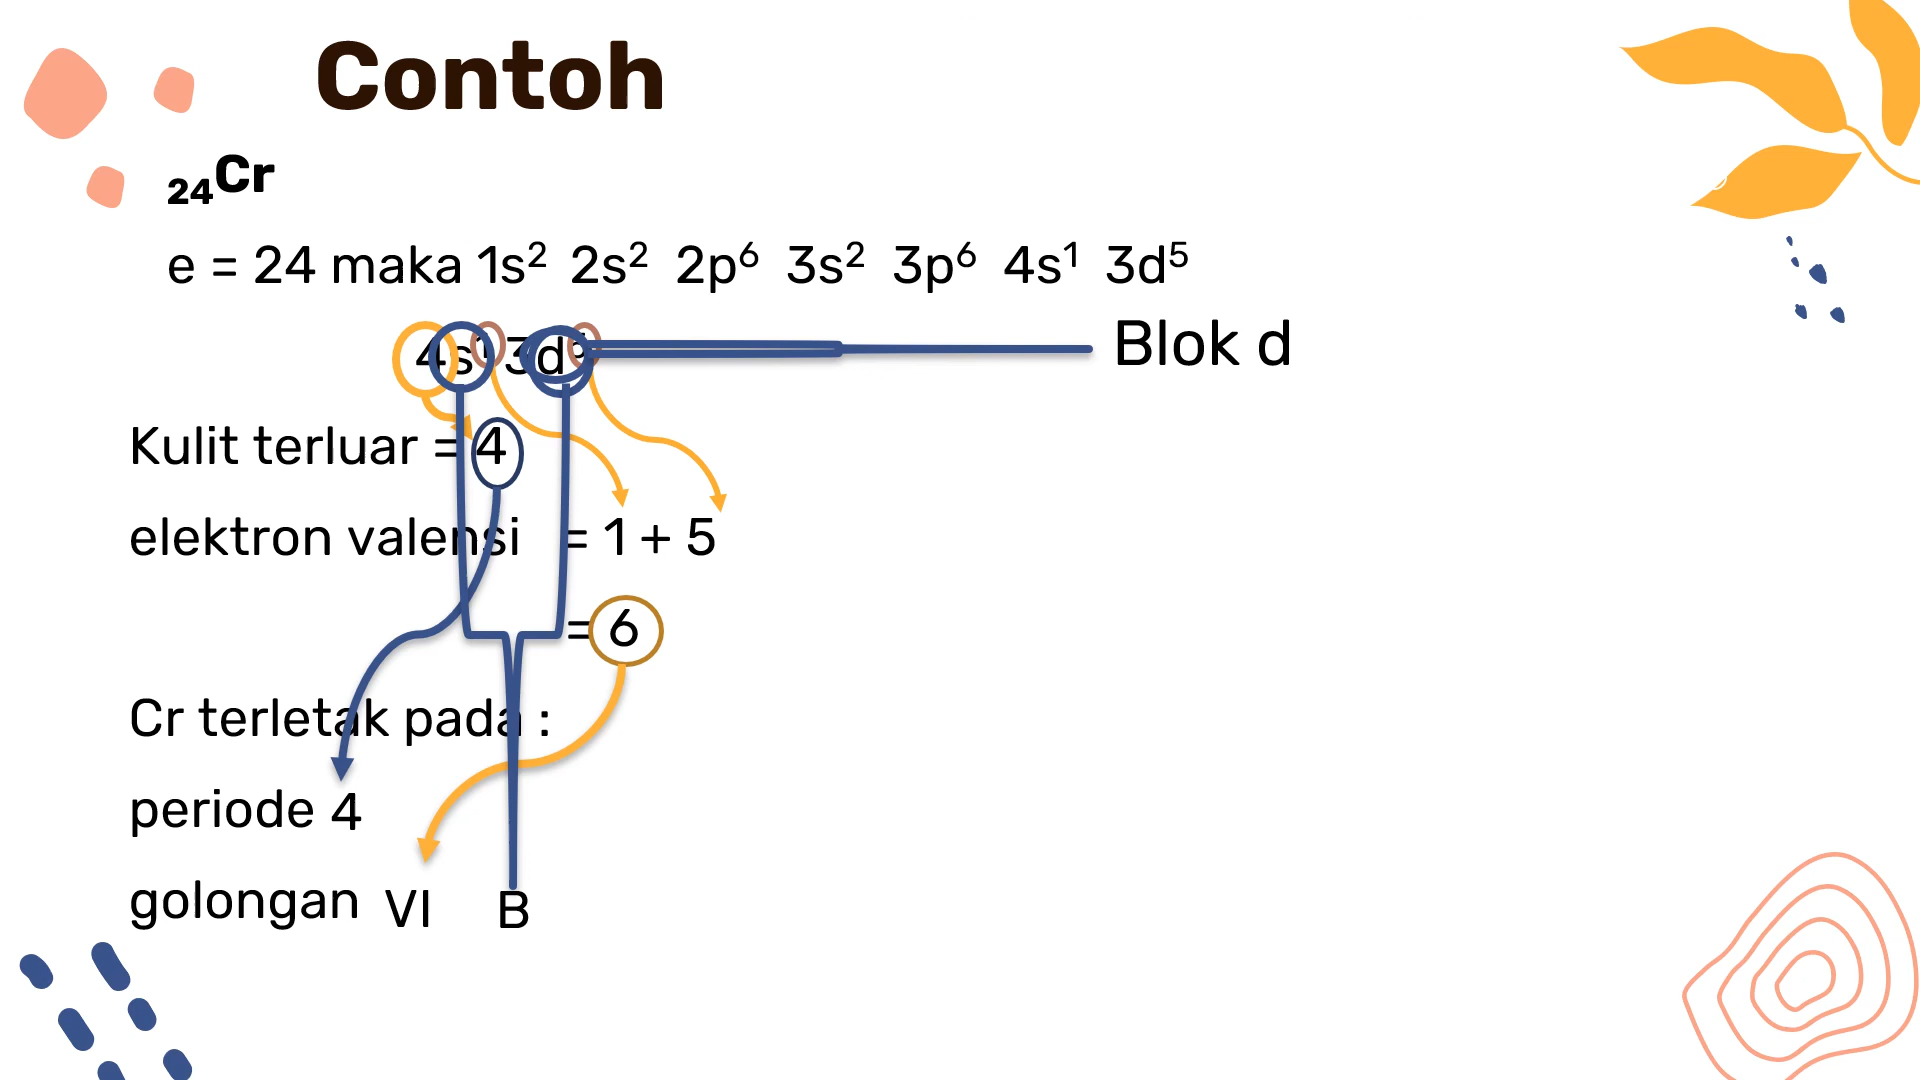 Contoh
₂₄Cr
e = 24 maka 1s² 2s² 2p⁶ 3s² 3p⁶ 4s¹ 3d⁵
4s¹ 3d⁵ Blok d
Kulit terluar = 4
elektron valensi = 1 + 5
= 6
Cr terletak pada :
periode 4
golongan VI B